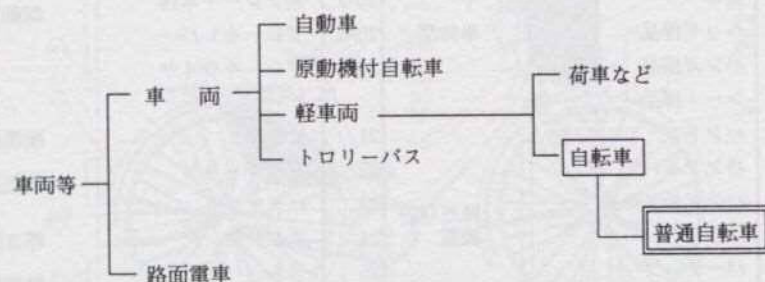 自動車
原動機付自転車
荷車など
車　両
軽車両
自転車
トロリーバス
車両等
普通自転車
路面電車